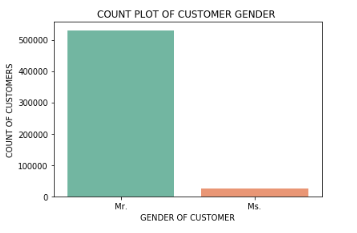 COUNT PLOT OF CUSTOMER GENDER
500000
400000
300000
200000
100000
0
COUNT OF CUSTOMERS
Mr.
Ms.
GENDER OF CUSTOMER